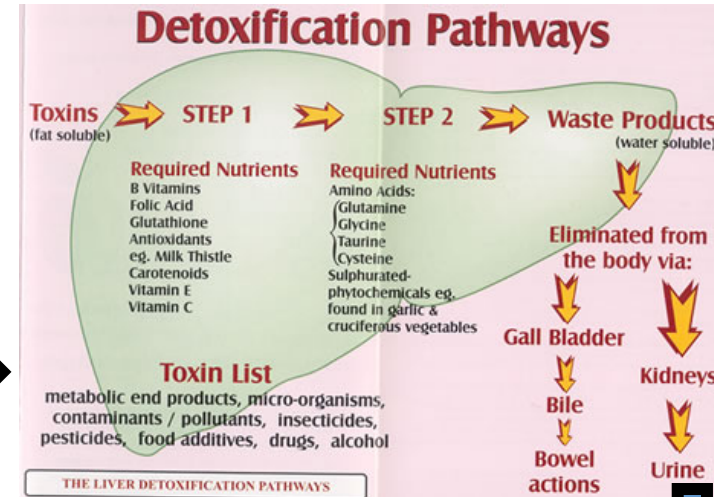 Detoxification Pathways
Toxins
(fat soluble)
STEP 1
STEP 2
Waste Products
(water soluble)
Required Nutrients
B Vitamins
Folic Acid
Glutathione
Antioxidants
eg. Milk Thistle
Carotenoids
Vitamin E
Vitamin C
Required Nutrients
Amino Acids:
Glutamine
Glycine
Taurine
Cysteine
Sulphurated-
phytochemicals eg.
found in garlic &
cruciferous vegetables
Eliminated from
the body via:
Gall Bladder
Bile
Bowel
actions
Kidneys
Urine
Toxin List
metabolic end products, micro-organisms,
contaminants / pollutants, insecticides,
pesticides, food additives, drugs, alcohol
THE LIVER DETOXIFICATION PATHWAYS